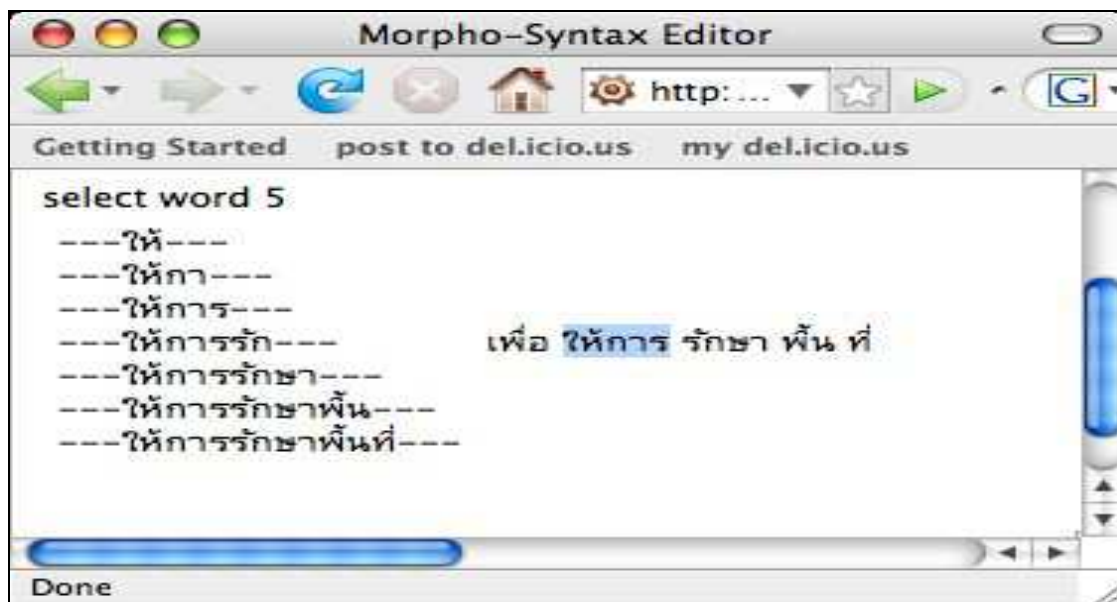 Morpho-Syntax Editor
http: ... G
Getting Started post to del.icio.us my del.icio.us
select word 5
---ให้---
---ให้กา---
---ให้การ---
---ให้การรัก--- เพื่อ ให้การ รักษา พื้น ที่
---ให้การรักษา---
---ให้การรักษาพื้น---
---ให้การรักษาพื้นที่---
Done